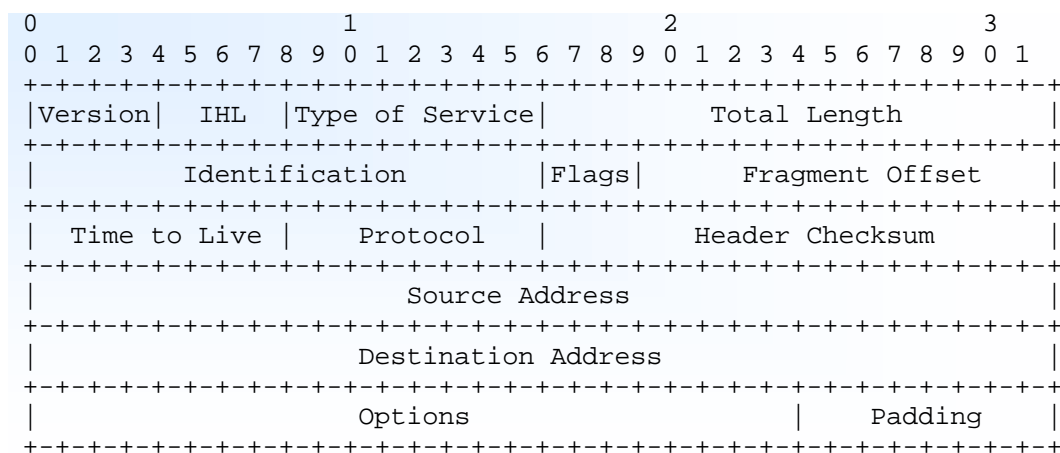 0                   1                   2                   3
0 1 2 3 4 5 6 7 8 9 0 1 2 3 4 5 6 7 8 9 0 1 2 3 4 5 6 7 8 9 0 1
+-+-+-+-+-+-+-+-+-+-+-+-+-+-+-+-+-+-+-+-+-+-+-+-+-+-+-+-+-+-+-+-+
|Version|  IHL  |Type of Service|          Total Length         |
+-+-+-+-+-+-+-+-+-+-+-+-+-+-+-+-+-+-+-+-+-+-+-+-+-+-+-+-+-+-+-+-+
|         Identification        |Flags|      Fragment Offset    |
+-+-+-+-+-+-+-+-+-+-+-+-+-+-+-+-+-+-+-+-+-+-+-+-+-+-+-+-+-+-+-+-+
|  Time to Live |    Protocol   |         Header Checksum       |
+-+-+-+-+-+-+-+-+-+-+-+-+-+-+-+-+-+-+-+-+-+-+-+-+-+-+-+-+-+-+-+-+
|                       Source Address                          |
+-+-+-+-+-+-+-+-+-+-+-+-+-+-+-+-+-+-+-+-+-+-+-+-+-+-+-+-+-+-+-+-+
|                    Destination Address                        |
+-+-+-+-+-+-+-+-+-+-+-+-+-+-+-+-+-+-+-+-+-+-+-+-+-+-+-+-+-+-+-+-+
|                    Options                    |    Padding    |
+-+-+-+-+-+-+-+-+-+-+-+-+-+-+-+-+-+-+-+-+-+-+-+-+-+-+-+-+-+-+-+-+